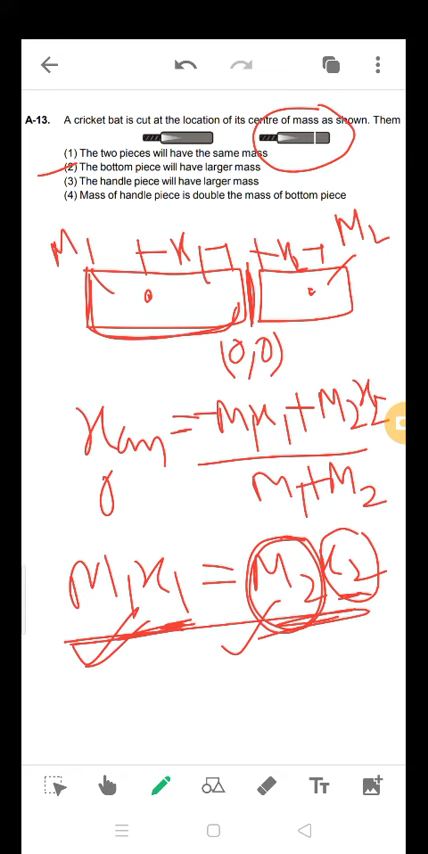 A-13. A cricket bat is cut at the location of its centre of mass as shown. Them
(1) The two pieces will have the same mass
(2) The bottom piece will have larger mass
(3) The handle piece will have larger mass
(4) Mass of handle piece is double the mass of bottom piece
M1 x1 x2 M2
(0,0)
xcm = -M1x1 + M2x2
0 M1+M2
M1x1 = M2x2
Tт